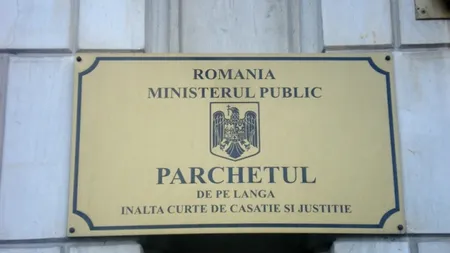 ROMANIA
MINISTERUL PUBLIC
PARCHETUL
DE PE LANGA
INALTA CURTE DE CASATIE SI JUSTITIE